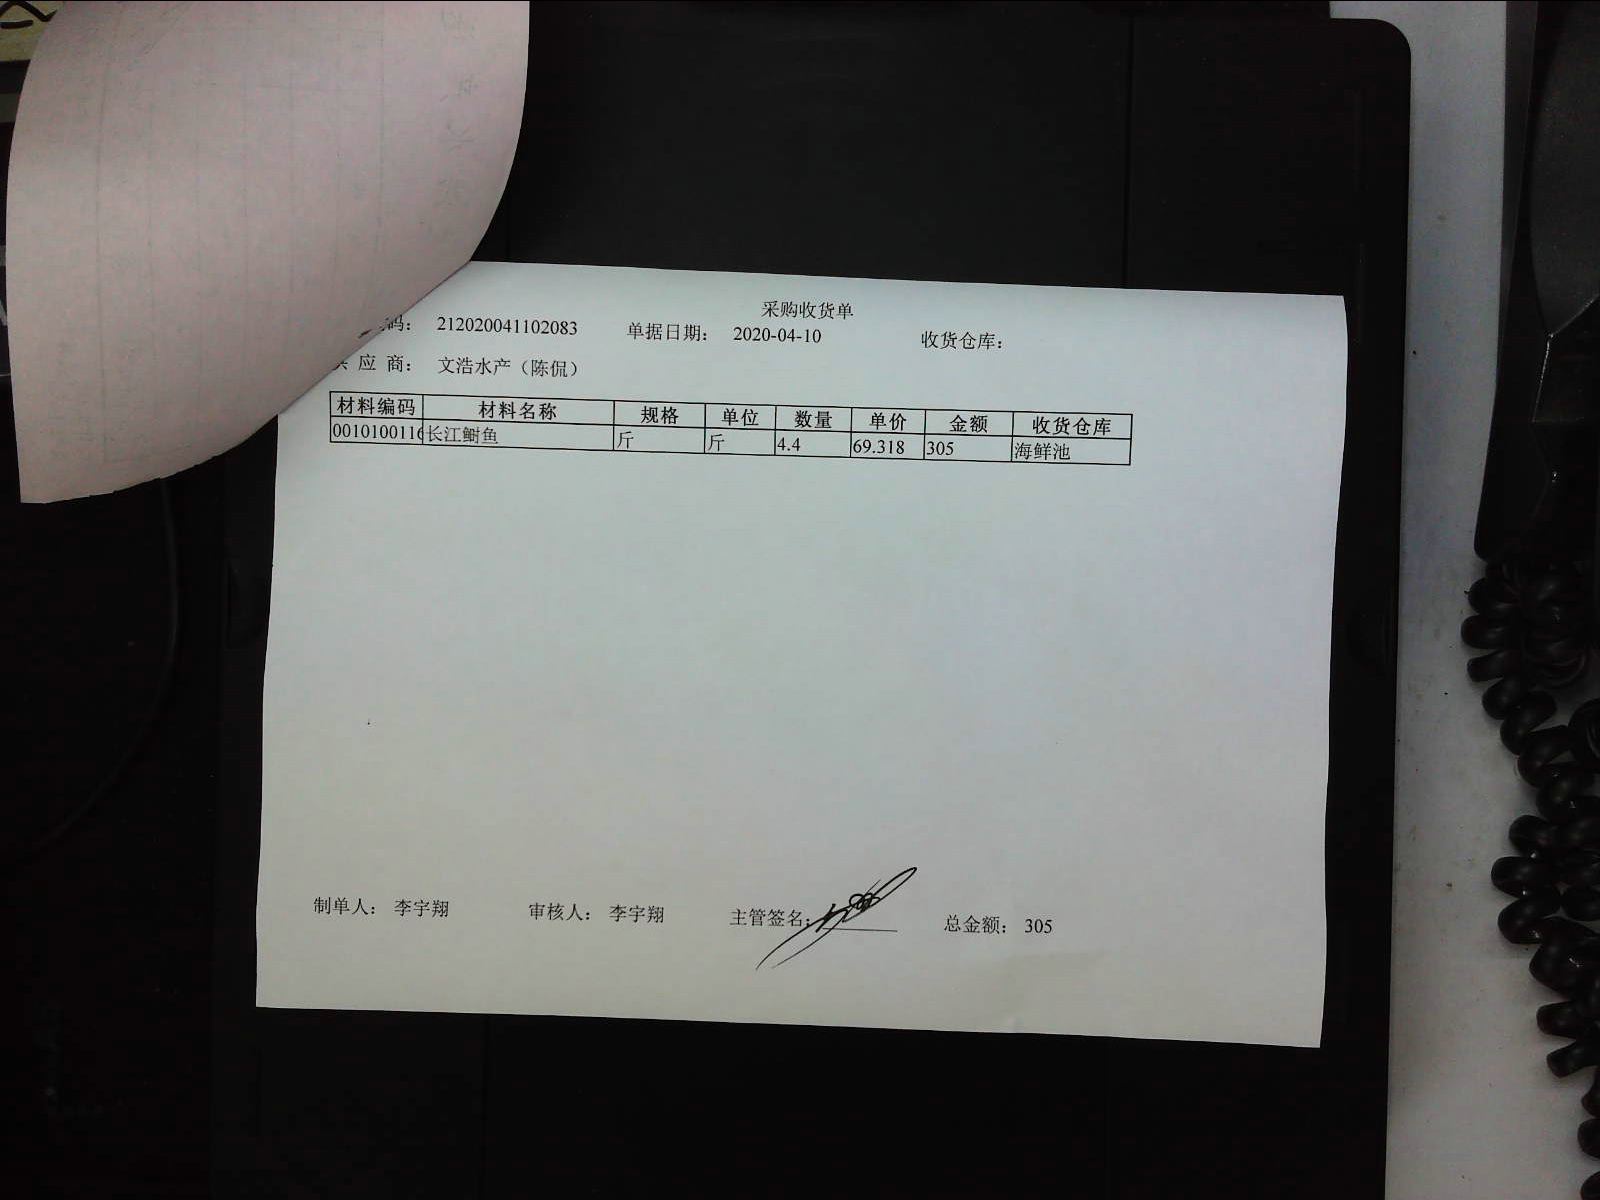 采购收货单
码： 212020041102083 单据日期： 2020-04-10 收货仓库：
应 商： 文浩水产（陈侃）
材料编码 材料名称 规格 单位 数量 单价 金额 收货仓库
0010100116 长江鲥鱼 斤 斤 4.4 69.318 305 海鲜池
制单人： 李宇翔 审核人： 李宇翔 主管签名： 总金额： 305